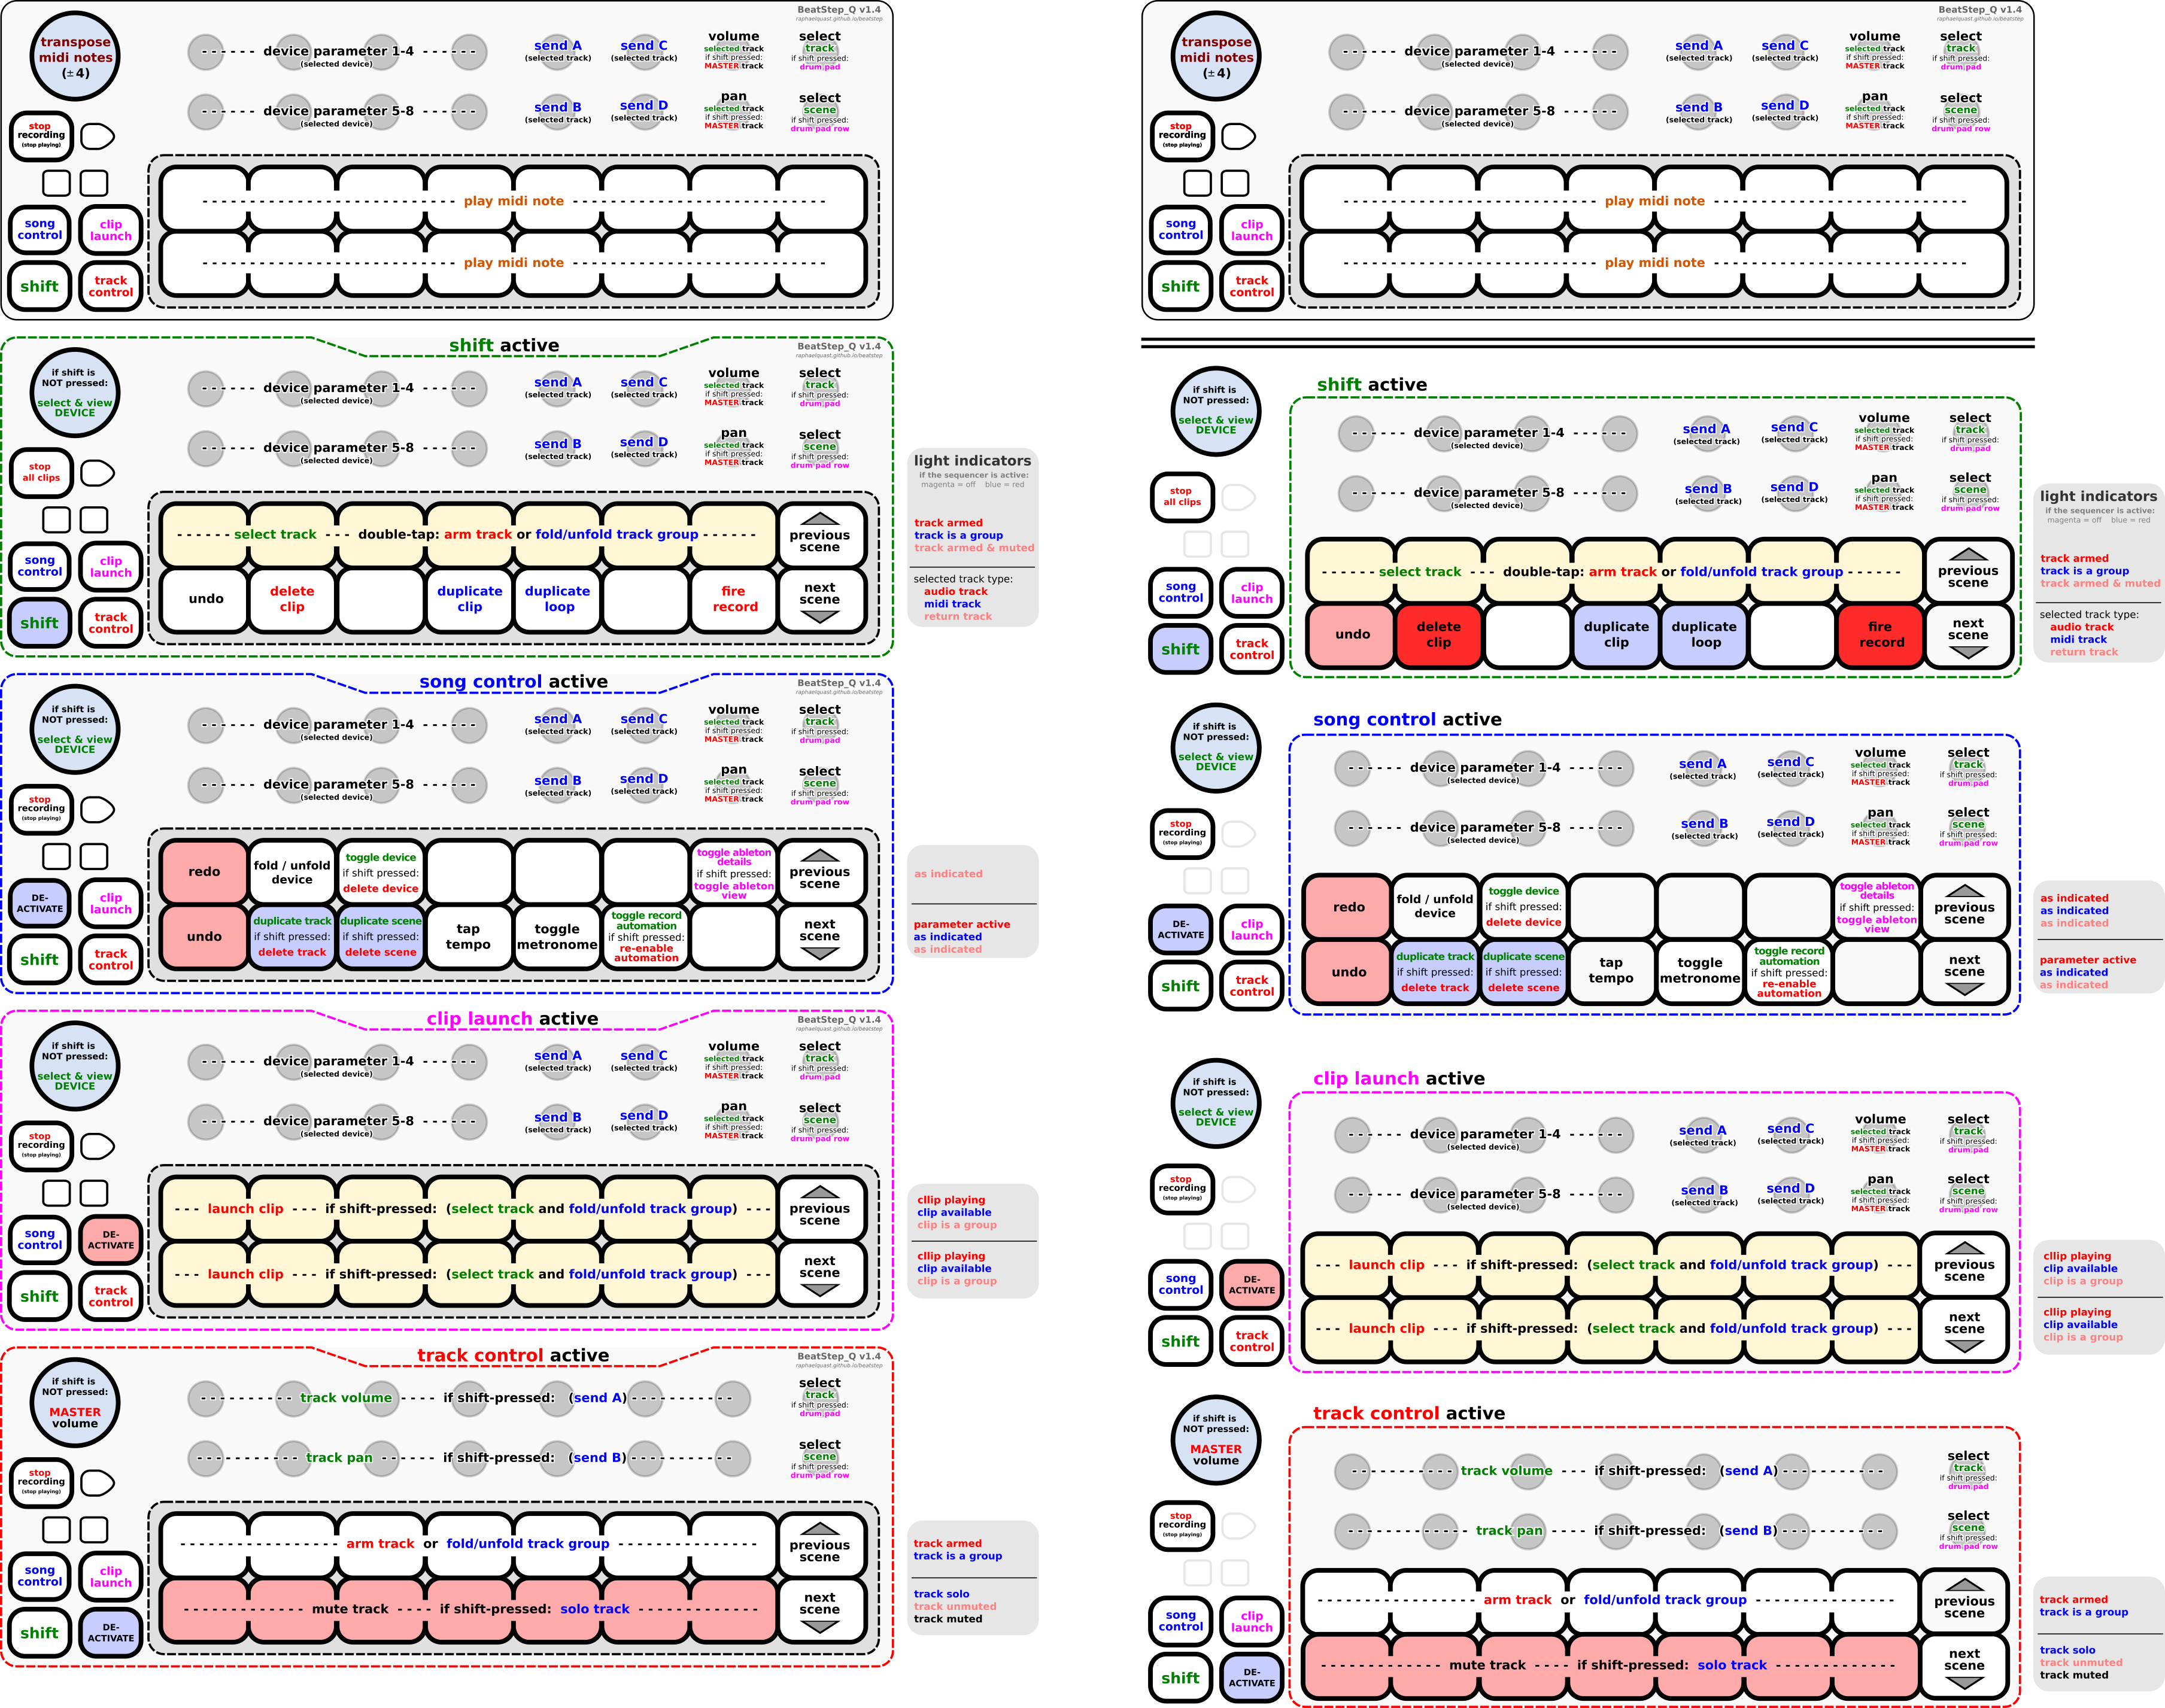 BeatStep_Q v1.4
raphaelquast.github.io/beatstep
transpose
midi notes
(±4)
device parameter 1-4
(selected device)
send A
(selected track)
send C
(selected track)
volume
selected track
if shift pressed:
MASTER track
select
track
if shift pressed:
drum pad
device parameter 5-8
(selected device)
send B
(selected track)
send D
(selected track)
pan
selected track
if shift pressed:
MASTER track
select
scene
if shift pressed:
drum pad row
stop
recording
(stop playing)
song
control
clip
launch
shift
track
control
play midi note
play midi note
shift active
BeatStep_Q v1.4
raphaelquast.github.io/beatstep
if shift is
NOT pressed:
select & view
DEVICE
device parameter 1-4
(selected device)
send A
(selected track)
send C
(selected track)
volume
selected track
if shift pressed:
MASTER track
select
track
if shift pressed:
drum pad
device parameter 5-8
(selected device)
send B
(selected track)
send D
(selected track)
pan
selected track
if shift pressed:
MASTER track
select
scene
if shift pressed:
drum pad row
stop
all clips
song
control
clip
launch
shift
track
control
select track double-tap: arm track or fold/unfold track group
previous
scene
undo
delete
clip
duplicate
clip
duplicate
loop
fire
record
next
scene
light indicators
if the sequencer is active:
magenta = off blue = red
track armed
track is a group
track armed & muted
selected track type:
audio track
midi track
return track
song control active
BeatStep_Q v1.4
raphaelquast.github.io/beatstep
if shift is
NOT pressed:
select & view
DEVICE
device parameter 1-4
(selected device)
send A
(selected track)
send C
(selected track)
volume
selected track
if shift pressed:
MASTER track
select
track
if shift pressed:
drum pad
device parameter 5-8
(selected device)
send B
(selected track)
send D
(selected track)
pan
selected track
if shift pressed:
MASTER track
select
scene
if shift pressed:
drum pad row
stop
recording
(stop playing)
DE-
ACTIVATE
clip
launch
shift
track
control
redo
fold / unfold
device
toggle device
if shift pressed:
delete device
toggle ableton
details
if shift pressed:
toggle ableton
view
previous
scene
undo
duplicate track
if shift pressed:
delete track
duplicate scene
if shift pressed:
delete scene
tap
tempo
toggle
metronome
toggle record
automation
if shift pressed:
re-enable
automation
next
scene
as indicated
parameter active
as indicated
as indicated
clip launch active
BeatStep_Q v1.4
raphaelquast.github.io/beatstep
if shift is
NOT pressed:
select & view
DEVICE
device parameter 1-4
(selected device)
send A
(selected track)
send C
(selected track)
volume
selected track
if shift pressed:
MASTER track
select
track
if shift pressed:
drum pad
device parameter 5-8
(selected device)
send B
(selected track)
send D
(selected track)
pan
selected track
if shift pressed:
MASTER track
select
scene
if shift pressed:
drum pad row
stop
recording
(stop playing)
song
control
DE-
ACTIVATE
shift
track
control
launch clip if shift-pressed: (select track and fold/unfold track group)
previous
scene
launch clip if shift-pressed: (select track and fold/unfold track group)
next
scene
cllip playing
clip available
clip is a group
cllip playing
clip available
clip is a group
track control active
BeatStep_Q v1.4
raphaelquast.github.io/beatstep
if shift is
NOT pressed:
MASTER
volume
track volume if shift-pressed: (send A)
select
track
if shift pressed:
drum pad
track pan if shift-pressed: (send B)
select
scene
if shift pressed:
drum pad row
stop
recording
(stop playing)
song
control
clip
launch
shift
DE-
ACTIVATE
arm track or fold/unfold track group
previous
scene
mute track if shift-pressed: solo track
next
scene
track armed
track is a group
track solo
track unmuted
track muted
BeatStep_Q v1.4
raphaelquast.github.io/beatstep
transpose
midi notes
(±4)
device parameter 1-4
(selected device)
send A
(selected track)
send C
(selected track)
volume
selected track
if shift pressed:
MASTER track
select
track
if shift pressed:
drum pad
device parameter 5-8
(selected device)
send B
(selected track)
send D
(selected track)
pan
selected track
if shift pressed:
MASTER track
select
scene
if shift pressed:
drum pad row
stop
recording
(stop playing)
song
control
clip
launch
shift
track
control
play midi note
play midi note
shift active
if shift is
NOT pressed:
select & view
DEVICE
device parameter 1-4
(selected device)
send A
(selected track)
send C
(selected track)
volume
selected track
if shift pressed:
MASTER track
select
track
if shift pressed:
drum pad
device parameter 5-8
(selected device)
send B
(selected track)
send D
(selected track)
pan
selected track
if shift pressed:
MASTER track
select
scene
if shift pressed:
drum pad row
stop
all clips
song
control
clip
launch
shift
track
control
select track double-tap: arm track or fold/unfold track group
previous
scene
undo
delete
clip
duplicate
clip
duplicate
loop
fire
record
next
scene
light indicators
if the sequencer is active:
magenta = off blue = red
track armed
track is a group
track armed & muted
selected track type:
audio track
midi track
return track
song control active
if shift is
NOT pressed:
select & view
DEVICE
device parameter 1-4
(selected device)
send A
(selected track)
send C
(selected track)
volume
selected track
if shift pressed:
MASTER track
select
track
if shift pressed:
drum pad
device parameter 5-8
(selected device)
send B
(selected track)
send D
(selected track)
pan
selected track
if shift pressed:
MASTER track
select
scene
if shift pressed:
drum pad row
stop
recording
(stop playing)
DE-
ACTIVATE
clip
launch
shift
track
control
redo
fold / unfold
device
toggle device
if shift pressed:
delete device
toggle ableton
details
if shift pressed:
toggle ableton
view
previous
scene
undo
duplicate track
if shift pressed:
delete track
duplicate scene
if shift pressed:
delete scene
tap
tempo
toggle
metronome
toggle record
automation
if shift pressed:
re-enable
automation
next
scene
as indicated
as indicated
as indicated
parameter active
as indicated
as indicated
clip launch active
if shift is
NOT pressed:
select & view
DEVICE
device parameter 1-4
(selected device)
send A
(selected track)
send C
(selected track)
volume
selected track
if shift pressed:
MASTER track
select
track
if shift pressed:
drum pad
device parameter 5-8
(selected device)
send B
(selected track)
send D
(selected track)
pan
selected track
if shift pressed:
MASTER track
select
scene
if shift pressed:
drum pad row
stop
recording
(stop playing)
song
control
DE-
ACTIVATE
shift
track
control
launch clip if shift-pressed: (select track and fold/unfold track group)
previous
scene
launch clip if shift-pressed: (select track and fold/unfold track group)
next
scene
cllip playing
clip available
clip is a group
cllip playing
clip available
clip is a group
track control active
if shift is
NOT pressed:
MASTER
volume
track volume if shift-pressed: (send A)
select
track
if shift pressed:
drum pad
track pan if shift-pressed: (send B)
select
scene
if shift pressed:
drum pad row
stop
recording
(stop playing)
song
control
clip
launch
shift
DE-
ACTIVATE
arm track or fold/unfold track group
previous
scene
mute track if shift-pressed: solo track
next
scene
track armed
track is a group
track solo
track unmuted
track muted